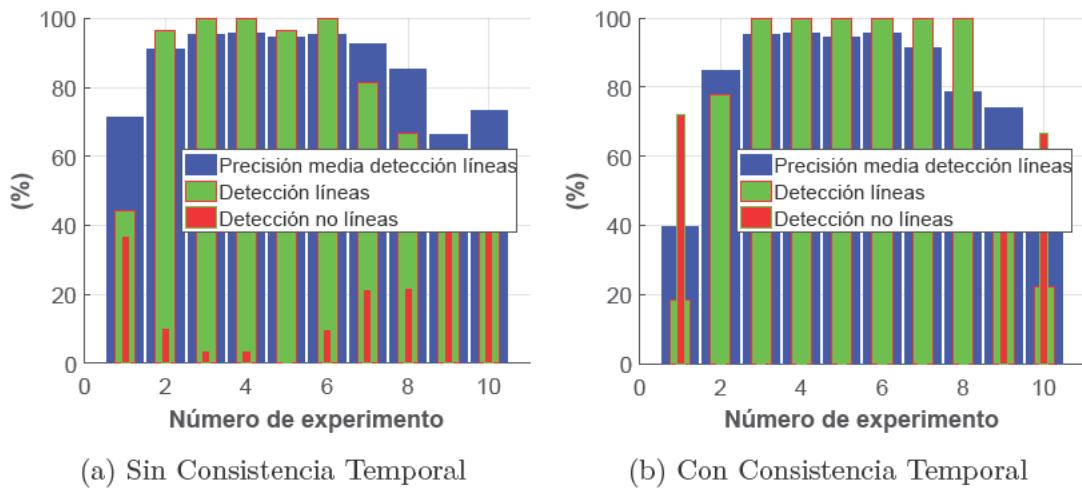 100
80
60
40
20
0
(%)
Precisión media detección líneas
Detección líneas
Detección no líneas
0 2 4 6 8 10
Número de experimento
(a) Sin Consistencia Temporal
100
80
60
40
20
0
(%)
Precisión media detección líneas
Detección líneas
Detección no líneas
0 2 4 6 8 10
Número de experimento
(b) Con Consistencia Temporal